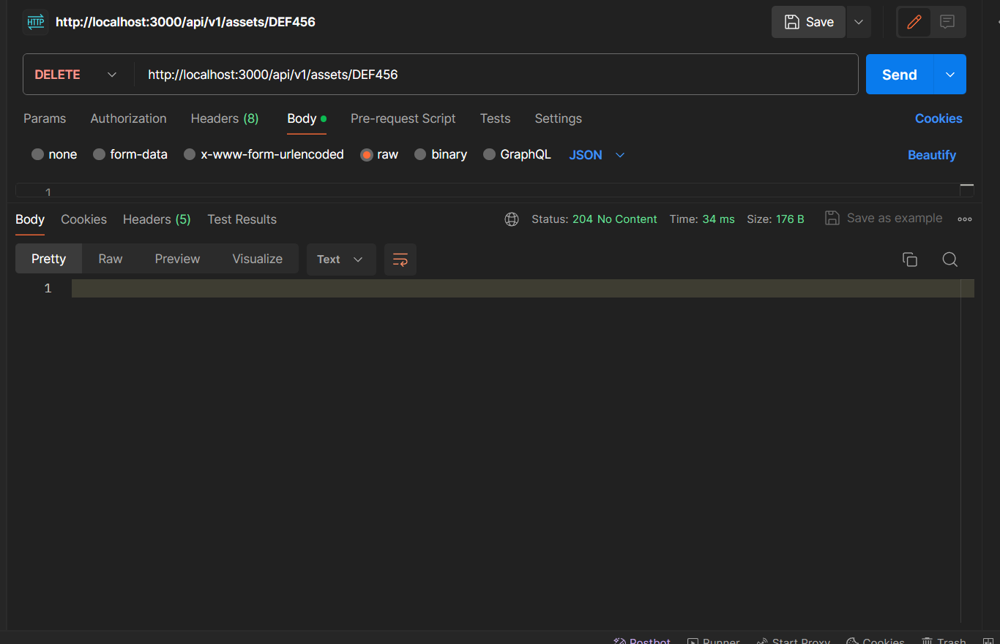 HTTP http://localhost:3000/api/v1/assets/DEF456 Save
DELETE http://localhost:3000/api/v1/assets/DEF456 Send
Params Authorization Headers (8) Body Pre-request Script Tests Settings Cookies
none form-data x-www-form-urlencoded raw binary GraphQL JSON Beautify
1
Body Cookies Headers (5) Test Results Status: 204 No Content Time: 34 ms Size: 176 B Save as example
Pretty Raw Preview Visualize Text
1
Postbot Runner Start Proxy Cookies Trash